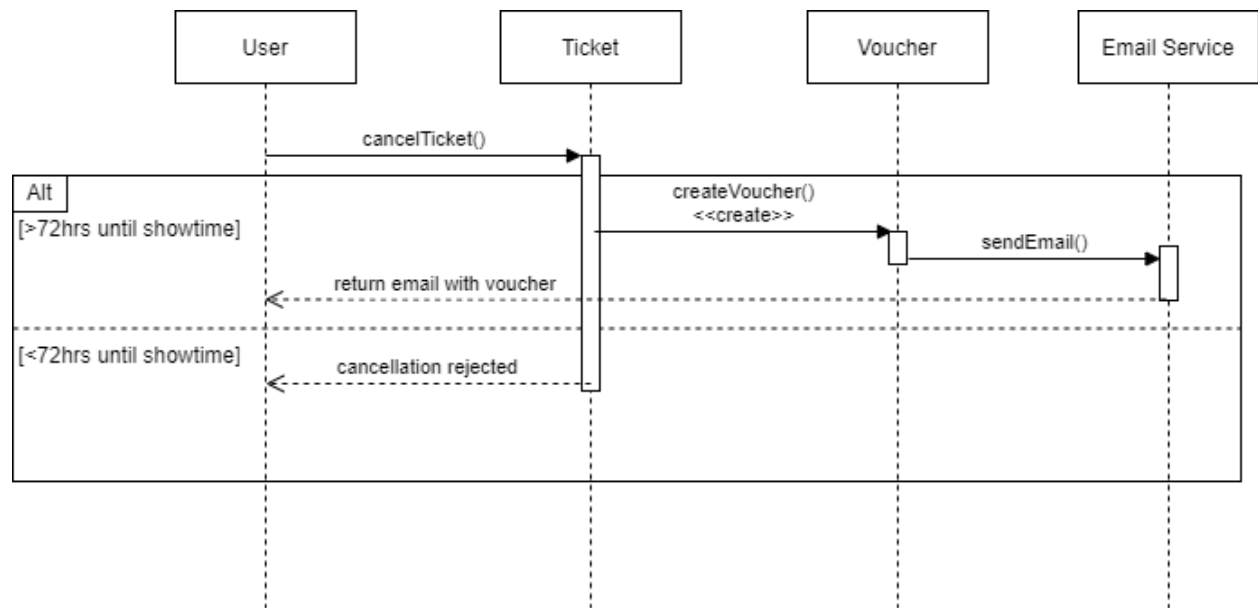 User
Ticket
Voucher
Email Service
cancelTicket()
Alt
[>72hrs until showtime]
createVoucher()
<<create>>
sendEmail()
return email with voucher
[<72hrs until showtime]
cancellation rejected